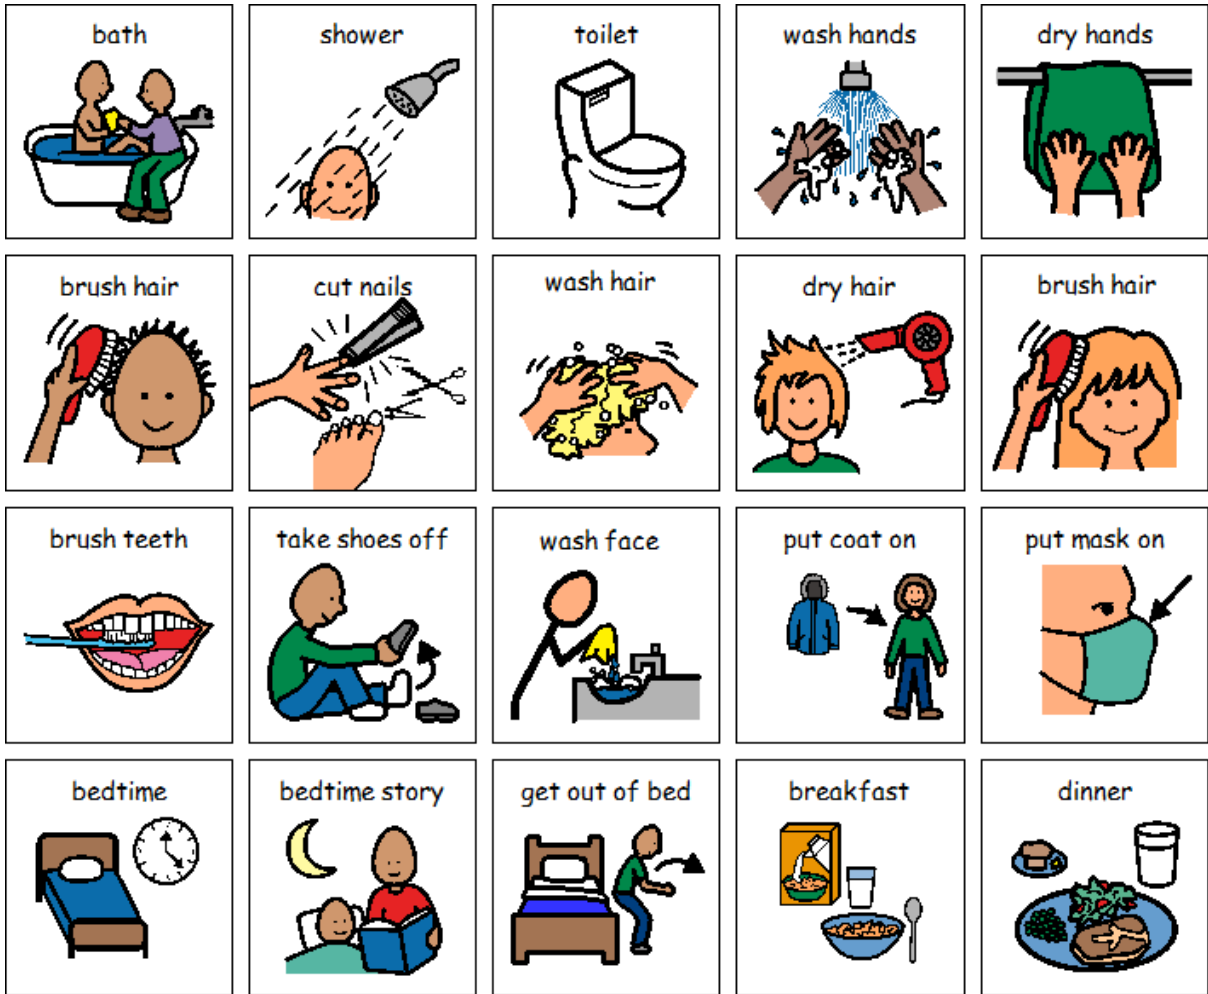 bath
shower
toilet
wash hands
dry hands
brush hair
cut nails
wash hair
dry hair
brush hair
brush teeth
take shoes off
wash face
put coat on
put mask on
bedtime
bedtime story
get out of bed
breakfast
dinner